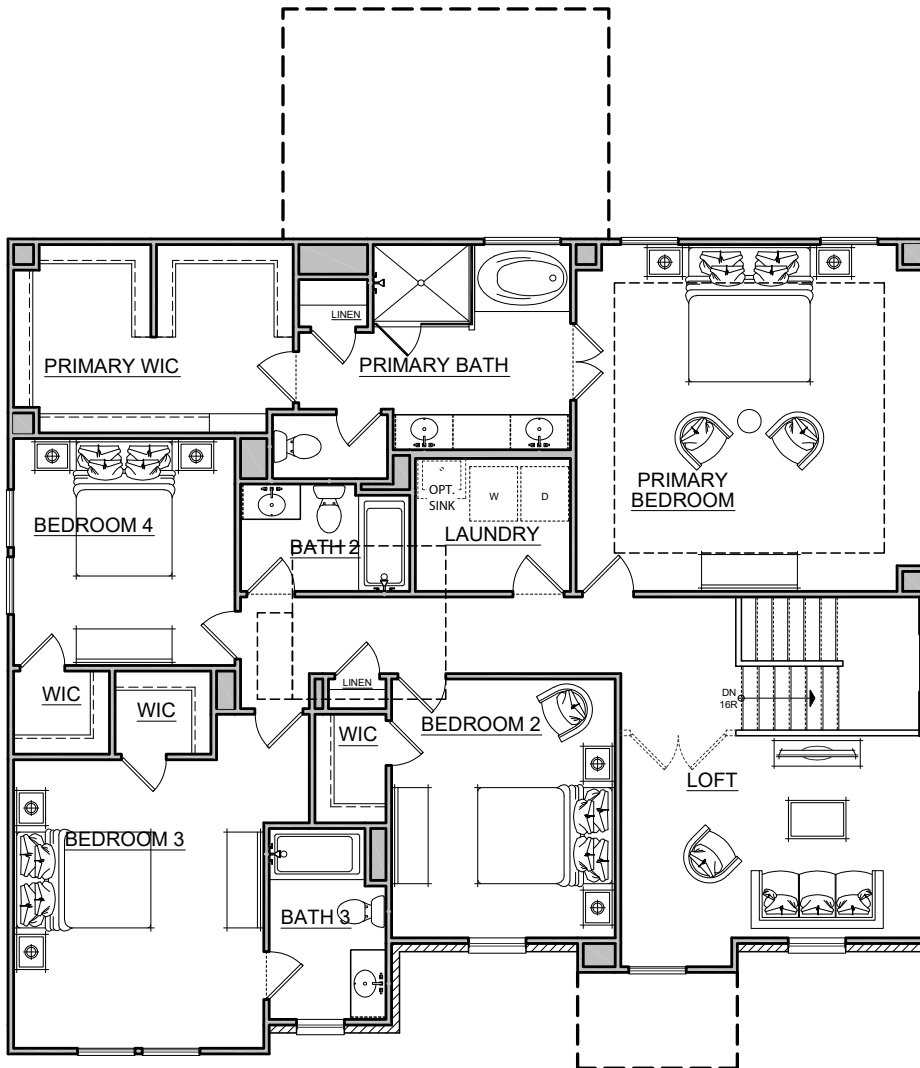 LINEN
PRIMARY WIC
PRIMARY BATH
PRIMARY
BEDROOM
OPT.
SINK
W
D
BEDROOM 4
BATH 2
LAUNDRY
WIC
WIC
LINEN
DN
16R
WIC
BEDROOM 2
LOFT
BEDROOM 3
BATH 3